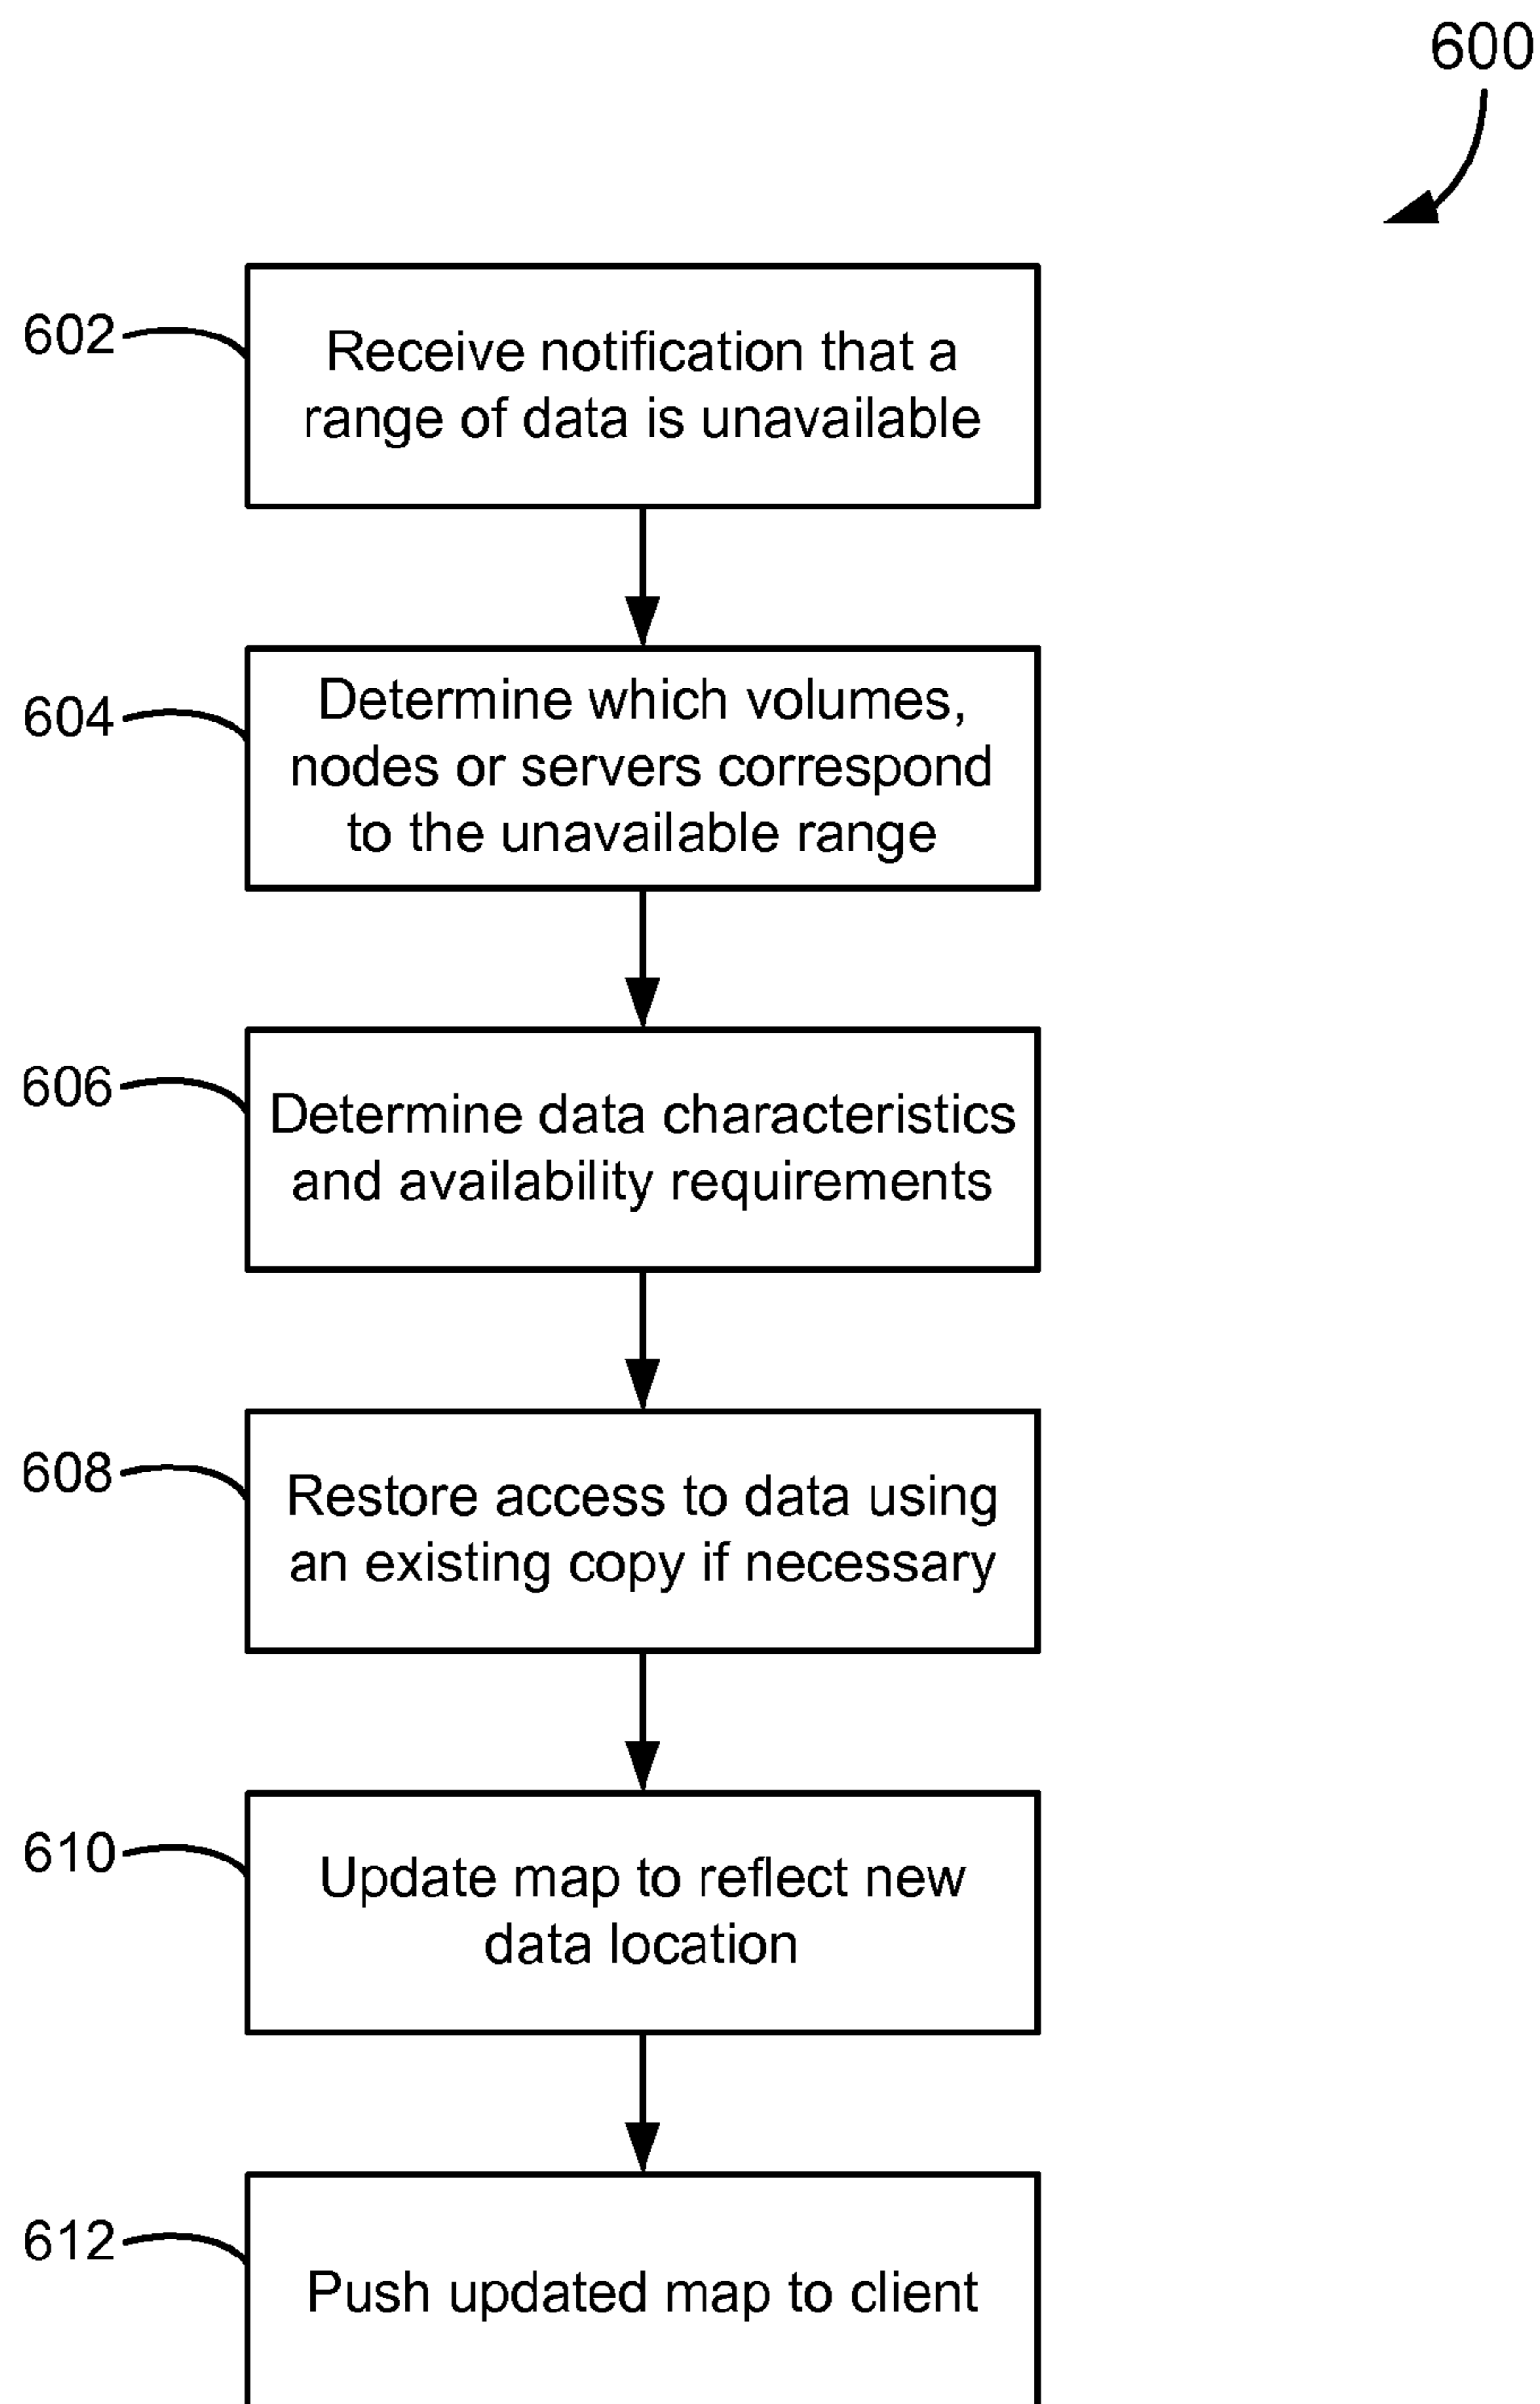 600
602
Receive notification that a
range of data is unavailable
604
Determine which volumes,
nodes or servers correspond
to the unavailable range
606
Determine data characteristics
and availability requirements
608
Restore access to data using
an existing copy if necessary
610
Update map to reflect new
data location
612
Push updated map to client